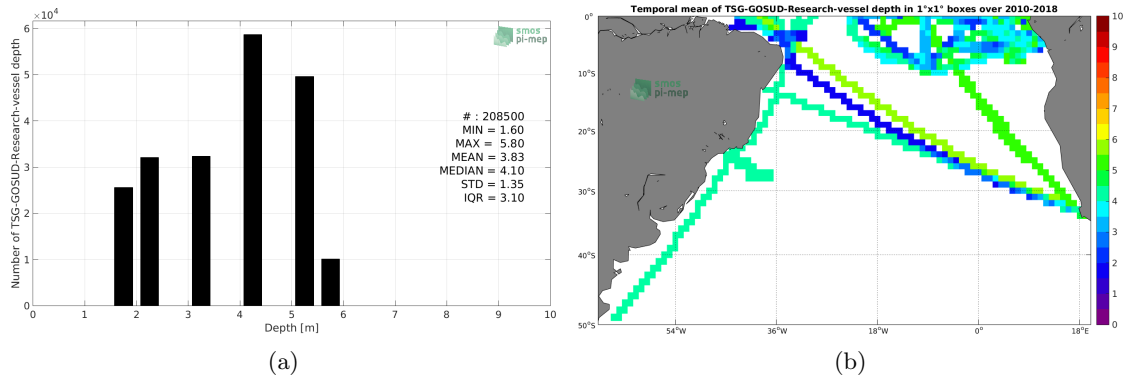 ×10⁴
6
5
4
3
2
1
0
Number of TSG-GOSUD-Research-vessel depth
smos
pi-mep
# : 208500
MIN = 1.60
MAX = 5.80
MEAN = 3.83
MEDIAN = 4.10
STD = 1.35
IQR = 3.10
0 1 2 3 4 5 6 7 8 9 10
Depth [m]
(a)
Temporal mean of TSG-GOSUD-Research-vessel depth in 1°x1° boxes over 2010-2018
0°
10°S
20°S
30°S
40°S
50°S
smos
pi-mep
54°W 36°W 18°W 0° 18°E
10
9
8
7
6
5
4
3
2
1
0
(b)